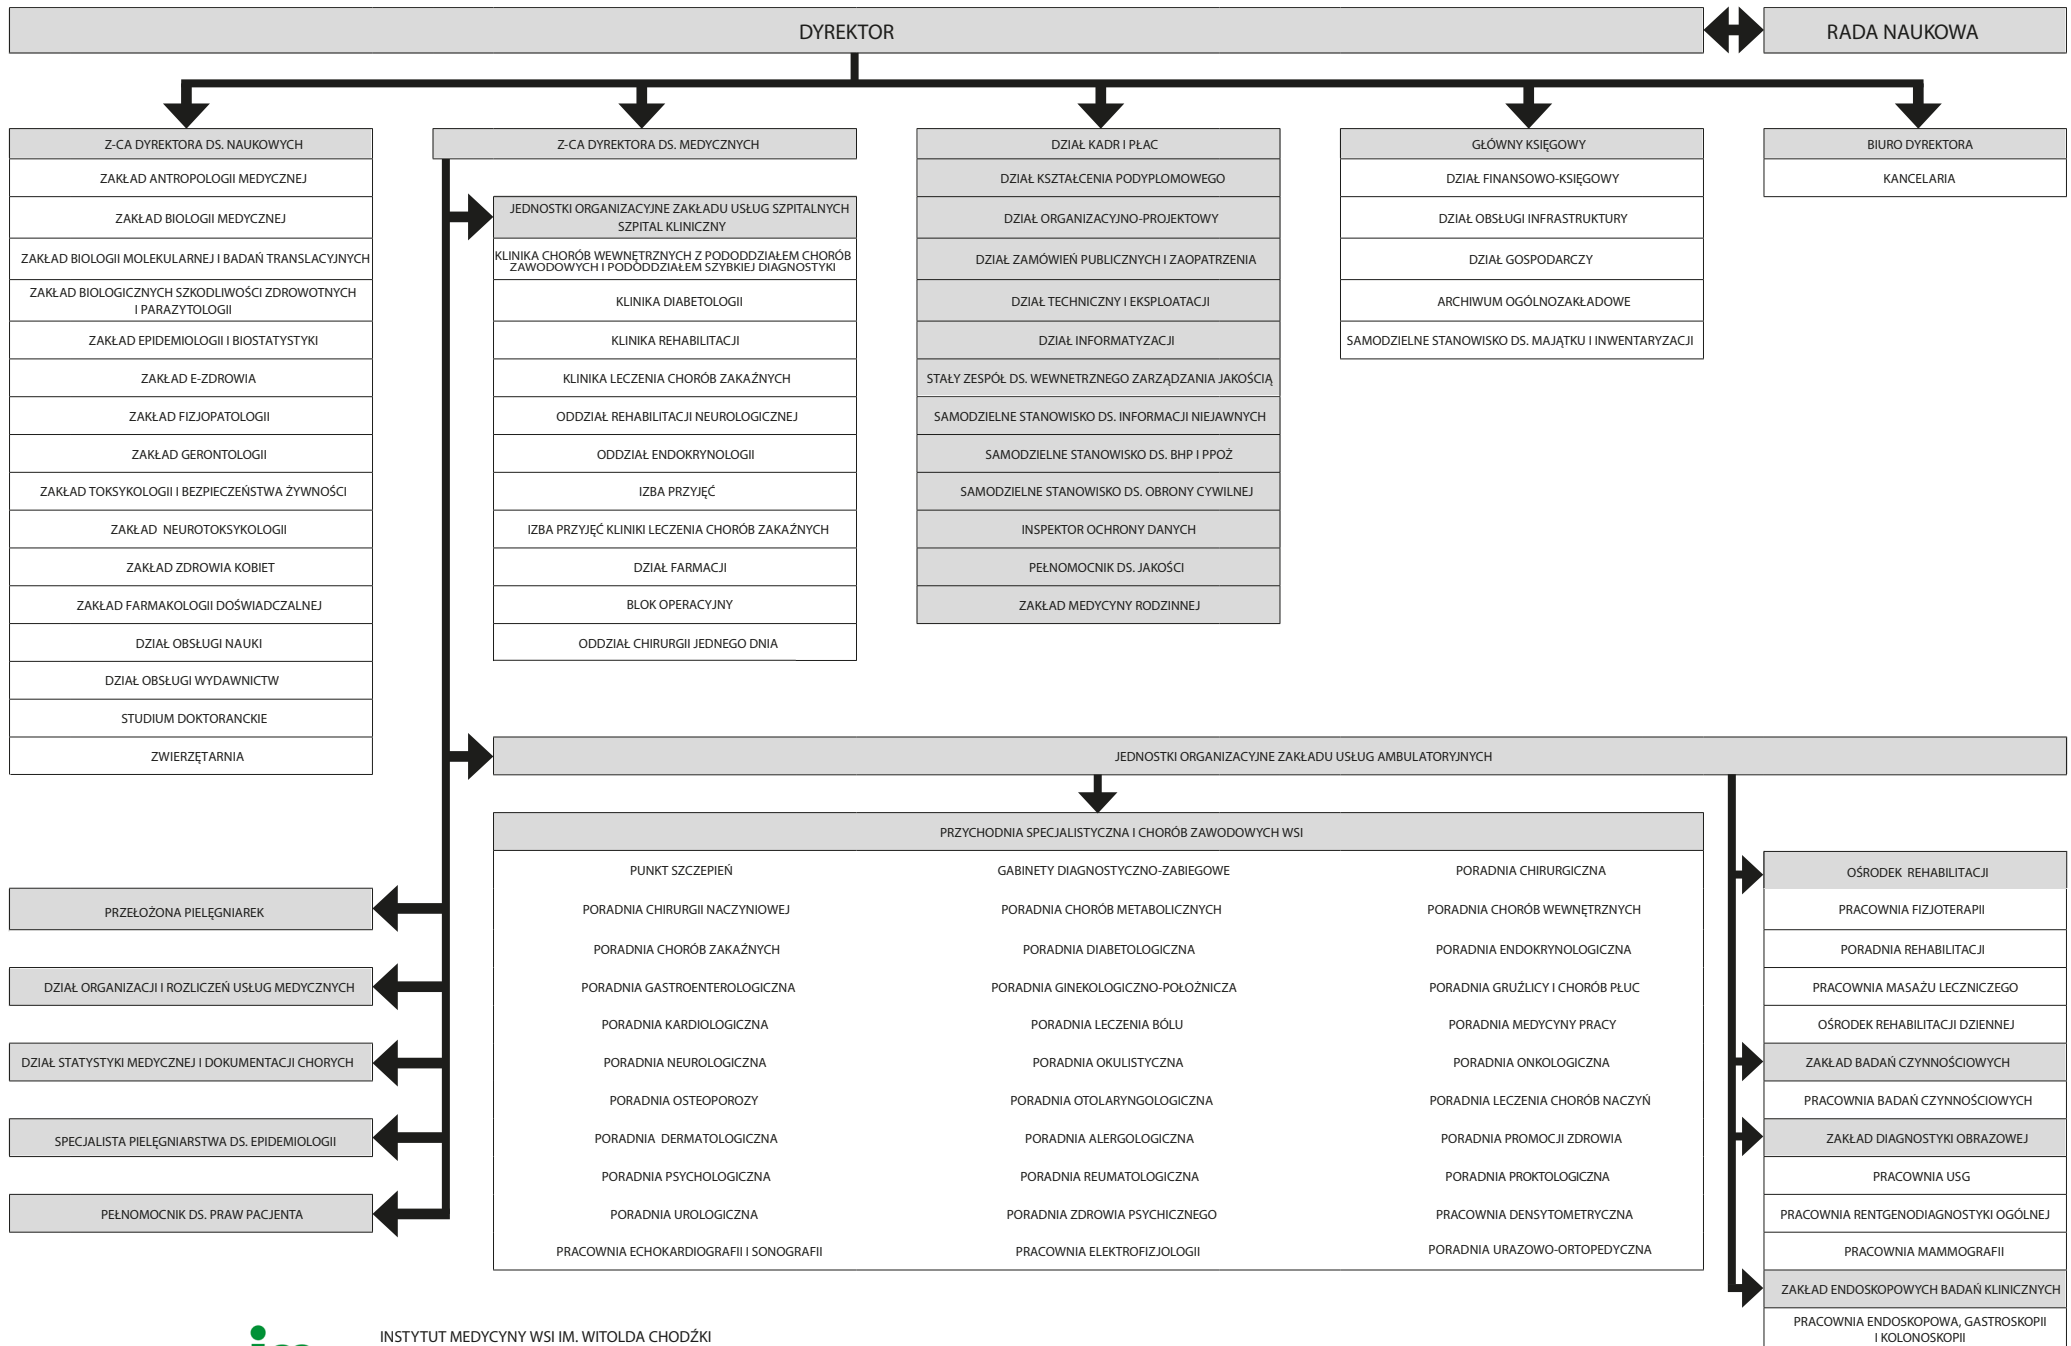 DYREKTOR
RADA NAUKOWA
Z-CA DYREKTORA DS. NAUKOWYCH
ZAKŁAD ANTROPOLOGII MEDYCZNEJ
ZAKŁAD BIOLOGII MEDYCZNEJ
ZAKŁAD BIOLOGII MOLEKULARNEJ I BADAŃ TRANSLACYJNYCH
ZAKŁAD BIOLOGICZNYCH SZKODLIWOŚCI ZDROWOTNYCH
I PARAZYTOLOGII
ZAKŁAD EPIDEMIOLOGII I BIOSTATYSTYKI
ZAKŁAD E-ZDROWIA
ZAKŁAD FIZJOPATOLOGII
ZAKŁAD GERONTOLOGII
ZAKŁAD TOKSYKOLOGII I BEZPIECZEŃSTWA ŻYWNOŚCI
ZAKŁAD NEUROTOKSYKOLOGII
ZAKŁAD ZDROWIA KOBIET
ZAKŁAD FARMAKOLOGII DOŚWIADCZALNEJ
DZIAŁ OBSŁUGI NAUKI
DZIAŁ OBSŁUGI WYDAWNICTW
STUDIUM DOKTORANCKIE
ZWIERZĘTARNIA
Z-CA DYREKTORA DS. MEDYCZNYCH
JEDNOSTKI ORGANIZACYJNE ZAKŁADU USŁUG SZPITALNYCH
SZPITAL KLINICZNY
KLINIKA CHORÓB WEWNĘTRZNYCH Z PODODDZIAŁEM CHORÓB
ZAWODOWYCH I PODODDZIAŁEM SZYBKIEJ DIAGNOSTYKI
KLINIKA DIABETOLOGII
KLINIKA REHABILITACJI
KLINIKA LECZENIA CHORÓB ZAKAŹNYCH
ODDZIAŁ REHABILITACJI NEUROLOGICZNEJ
ODDZIAŁ ENDOKRYNOLOGII
IZBA PRZYJĘĆ
IZBA PRZYJĘĆ KLINIKI LECZENIA CHORÓB ZAKAŹNYCH
DZIAŁ FARMACJI
BLOK OPERACYJNY
ODDZIAŁ CHIRURGII JEDNEGO DNIA
DZIAŁ KADR I PŁAC
DZIAŁ KSZTAŁCENIA PODYPLOMOWEGO
DZIAŁ ORGANIZACYJNO-PROJEKTOWY
DZIAŁ ZAMÓWIEŃ PUBLICZNYCH I ZAOPATRZENIA
DZIAŁ TECHNICZNY I EKSPLOATACJI
DZIAŁ INFORMATYZACJI
STAŁY ZESPÓŁ DS. WEWNETRZNEGO ZARZĄDZANIA JAKOŚCIĄ
SAMODZIELNE STANOWISKO DS. INFORMACJI NIEJAWNYCH
SAMODZIELNE STANOWISKO DS. BHP I PPOŻ
SAMODZIELNE STANOWISKO DS. OBRONY CYWILNEJ
INSPEKTOR OCHRONY DANYCH
PEŁNOMOCNIK DS. JAKOŚCI
ZAKŁAD MEDYCYNY RODZINNEJ
GŁÓWNY KSIĘGOWY
DZIAŁ FINANSOWO-KSIĘGOWY
DZIAŁ OBSŁUGI INFRASTRUKTURY
DZIAŁ GOSPODARCZY
ARCHIWUM OGÓLNOZAKŁADOWE
SAMODZIELNE STANOWISKO DS. MAJĄTKU I INWENTARYZACJI
BIURO DYREKTORA
KANCELARIA
JEDNOSTKI ORGANIZACYJNE ZAKŁADU USŁUG AMBULATORYJNYCH
PRZYCHODNIA SPECJALISTYCZNA I CHORÓB ZAWODOWYCH WSI
PUNKT SZCZEPIEŃ
GABINETY DIAGNOSTYCZNO-ZABIEGOWE
PORADNIA CHIRURGICZNA
PORADNIA CHIRURGII NACZYNIOWEJ
PORADNIA CHORÓB METABOLICZNYCH
PORADNIA CHORÓB WEWNĘTRZNYCH
PORADNIA CHORÓB ZAKAŹNYCH
PORADNIA DIABETOLOGICZNA
PORADNIA ENDOKRYNOLOGICZNA
PORADNIA GASTROENTEROLOGICZNA
PORADNIA GINEKOLOGICZNO-POŁOŻNICZA
PORADNIA GRUŹLICY I CHORÓB PŁUC
PORADNIA KARDIOLOGICZNA
PORADNIA LECZENIA BÓLU
PORADNIA MEDYCYNY PRACY
PORADNIA NEUROLOGICZNA
PORADNIA OKULISTYCZNA
PORADNIA ONKOLOGICZNA
PORADNIA OSTEOPOROZY
PORADNIA OTOLARYNGOLOGICZNA
PORADNIA LECZENIA CHORÓB NACZYŃ
PORADNIA DERMATOLOGICZNA
PORADNIA ALERGOLOGICZNA
PORADNIA PROMOCJI ZDROWIA
PORADNIA PSYCHOLOGICZNA
PORADNIA REUMATOLOGICZNA
PORADNIA PROKTOLOGICZNA
PORADNIA UROLOGICZNA
PORADNIA ZDROWIA PSYCHICZNEGO
PRACOWNIA DENSYTOMETRYCZNA
PRACOWNIA ECHOKARDIOGRAFII I SONOGRAFII
PRACOWNIA ELEKTROFIZJOLOGII
PORADNIA URAZOWO-ORTOPEDYCZNA
PRZEŁOŻONA PIELĘGNIAREK
DZIAŁ ORGANIZACJI I ROZLICZEŃ USŁUG MEDYCZNYCH
DZIAŁ STATYSTYKI MEDYCZNEJ I DOKUMENTACJI CHORYCH
SPECJALISTA PIELĘGNIARSTWA DS. EPIDEMIOLOGII
PEŁNOMOCNIK DS. PRAW PACJENTA
OŚRODEK REHABILITACJI
PRACOWNIA FIZJOTERAPII
PORADNIA REHABILITACJI
PRACOWNIA MASAŻU LECZNICZEGO
OŚRODEK REHABILITACJI DZIENNEJ
ZAKŁAD BADAŃ CZYNNOŚCIOWYCH
PRACOWNIA BADAŃ CZYNNOŚCIOWYCH
ZAKŁAD DIAGNOSTYKI OBRAZOWEJ
PRACOWNIA USG
PRACOWNIA RENTGENODIAGNOSTYKI OGÓLNEJ
PRACOWNIA MAMMOGRAFII
ZAKŁAD ENDOSKOPOWYCH BADAŃ KLINICZNYCH
PRACOWNIA ENDOSKOPOWA, GASTROSKOPII
I KOLONOSKOPII
INSTYTUT MEDYCYNY WSI IM. WITOLDA CHODŹKI